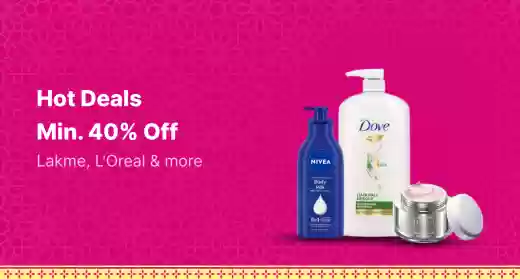 Hot Deals
Min. 40% Off
Lakme, L'Oreal & more
NIVEA
Body
Milk
Dove